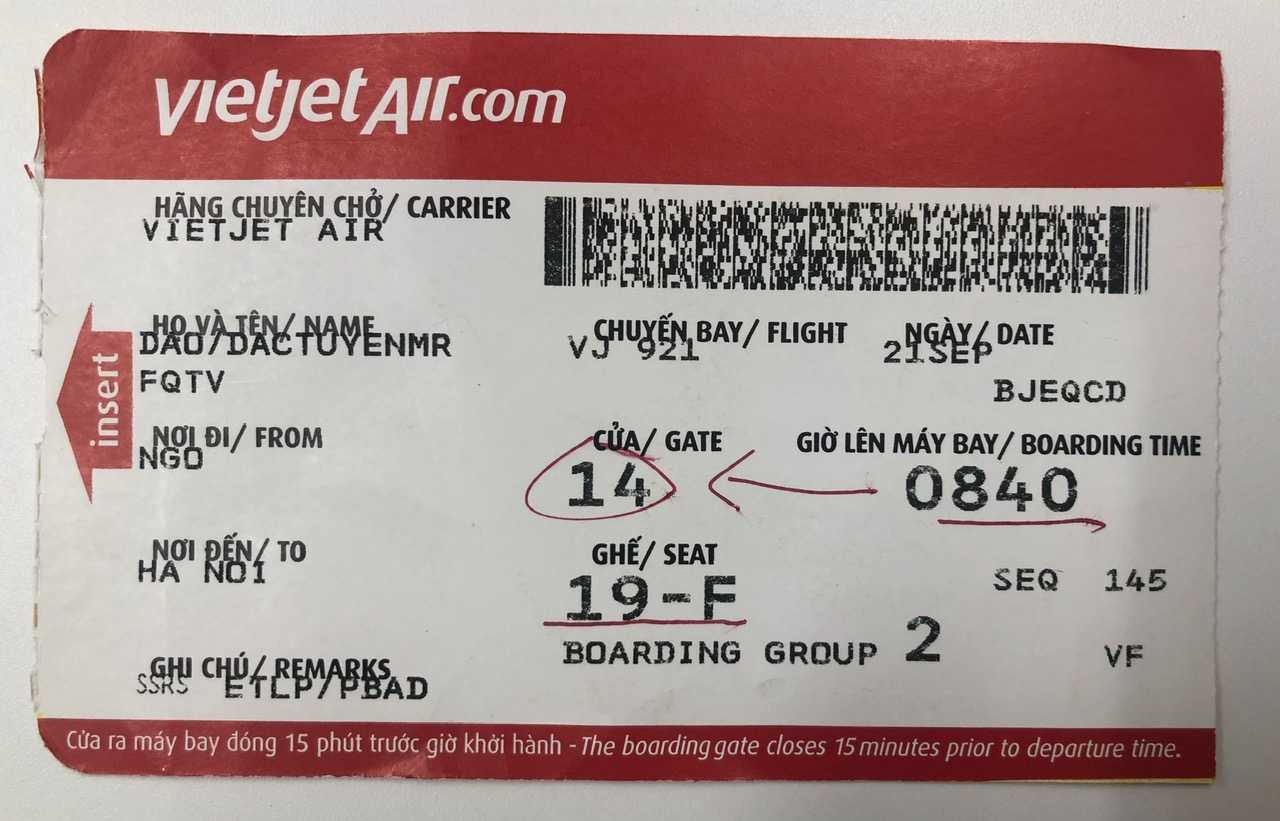 vietjetAir.com
HÃNG CHUYÊN CHỞ/ CARRIER
VIETJET AIR
HỌ VÀ TÊN/ NAME
DAO/DACTUYENMR
CHUYẾN BAY/ FLIGHT
VJ 921
NGÀY/ DATE
21SEP
FQTV
BJEQCD
insert
NƠI ĐI/ FROM
NGO
CỬA/ GATE
14
GIỜ LÊN MÁY BAY/ BOARDING TIME
0840
NƠI ĐẾN/ TO
HA NOI
GHẾ/ SEAT
19-F
SEQ 145
BOARDING GROUP 2
VF
GHI CHÚ/ REMARKS
SSRS ETLP/PBAD
Cửa ra máy bay đóng 15 phút trước giờ khởi hành - The boarding gate closes 15 minutes prior to departure time.